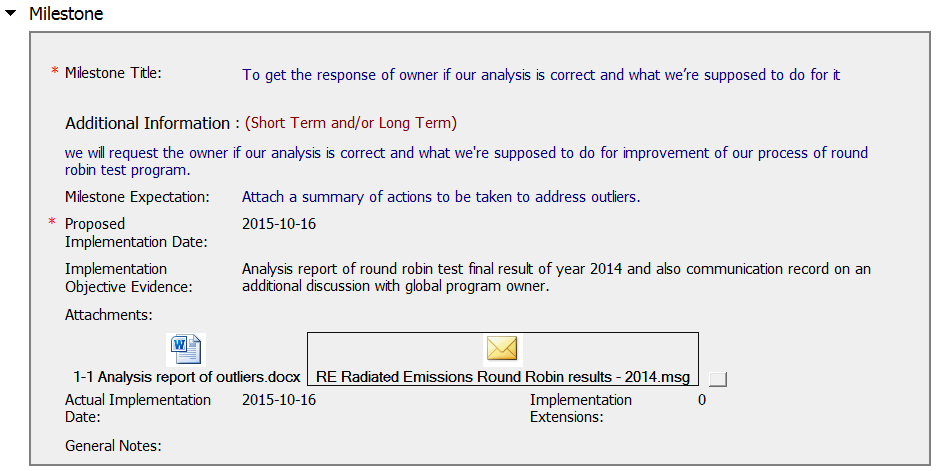 Milestone
* Milestone Title: To get the response of owner if our analysis is correct and what we’re supposed to do for it
Additional Information : (Short Term and/or Long Term)
we will request the owner if our analysis is correct and what we're supposed to do for improvement of our process of round
robin test program.
Milestone Expectation: Attach a summary of actions to be taken to address outliers.
* Proposed 2015-10-16
Implementation Date:
Implementation Analysis report of round robin test final result of year 2014 and also communication record on an
Objective Evidence: additional discussion with global program owner.
Attachments:
1-1 Analysis report of outliers.docx RE Radiated Emissions Round Robin results - 2014.msg
Actual Implementation 2015-10-16 Implementation 0
Date: Extensions:
General Notes: